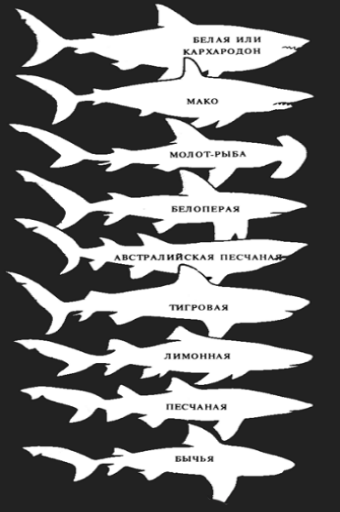 БЕЛАЯ ИЛИ
КАРХАРОДОН
МАКО
МОЛОТ-РЫБА
БЕЛОПЕРАЯ
АВСТРАЛИЙСКАЯ ПЕСЧАНАЯ
ТИГРОВАЯ
ЛИМОННАЯ
ПЕСЧАНАЯ
БЫЧЬЯ